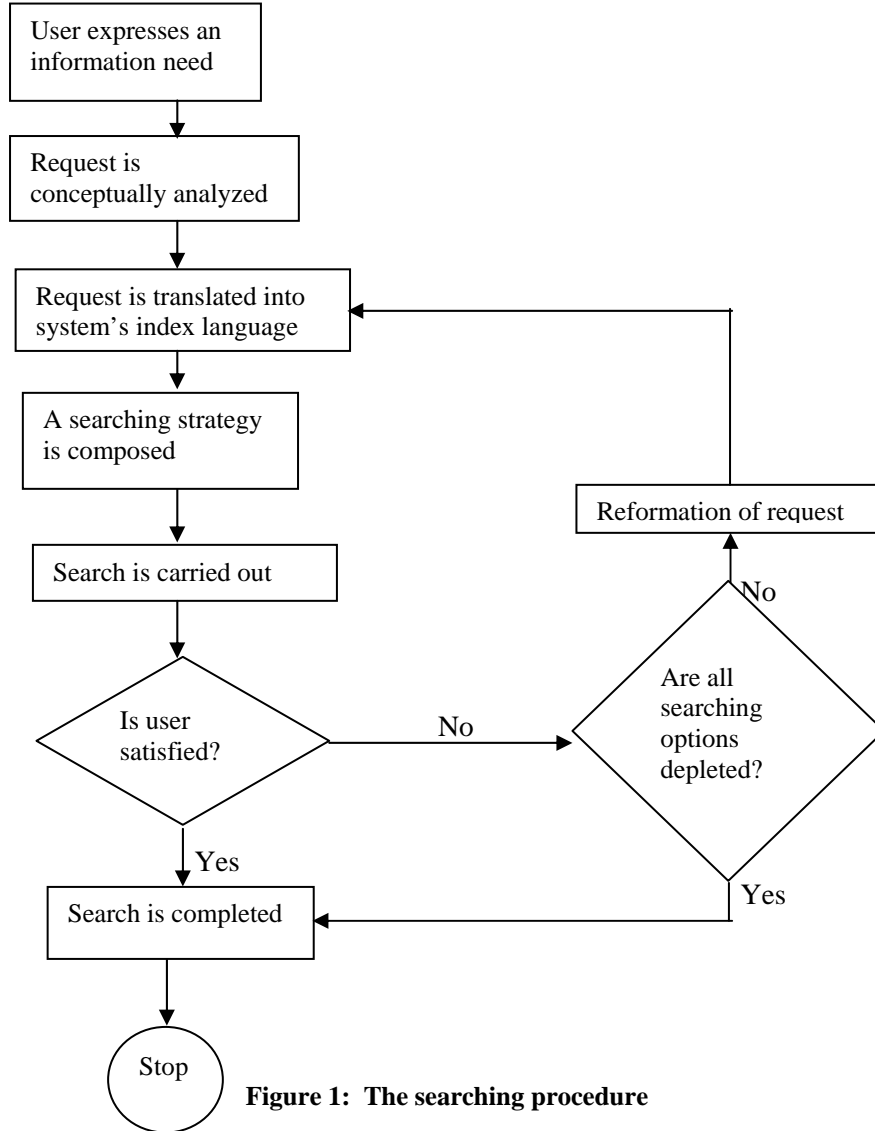 User expresses an
information need
Request is
conceptually analyzed
Request is translated into
system’s index language
A searching strategy
is composed
Reformation of request
Search is carried out
No
Are all
searching
options
depleted?
Is user
satisfied?
No
Yes
Yes
Search is completed
Stop
Figure 1: The searching procedure